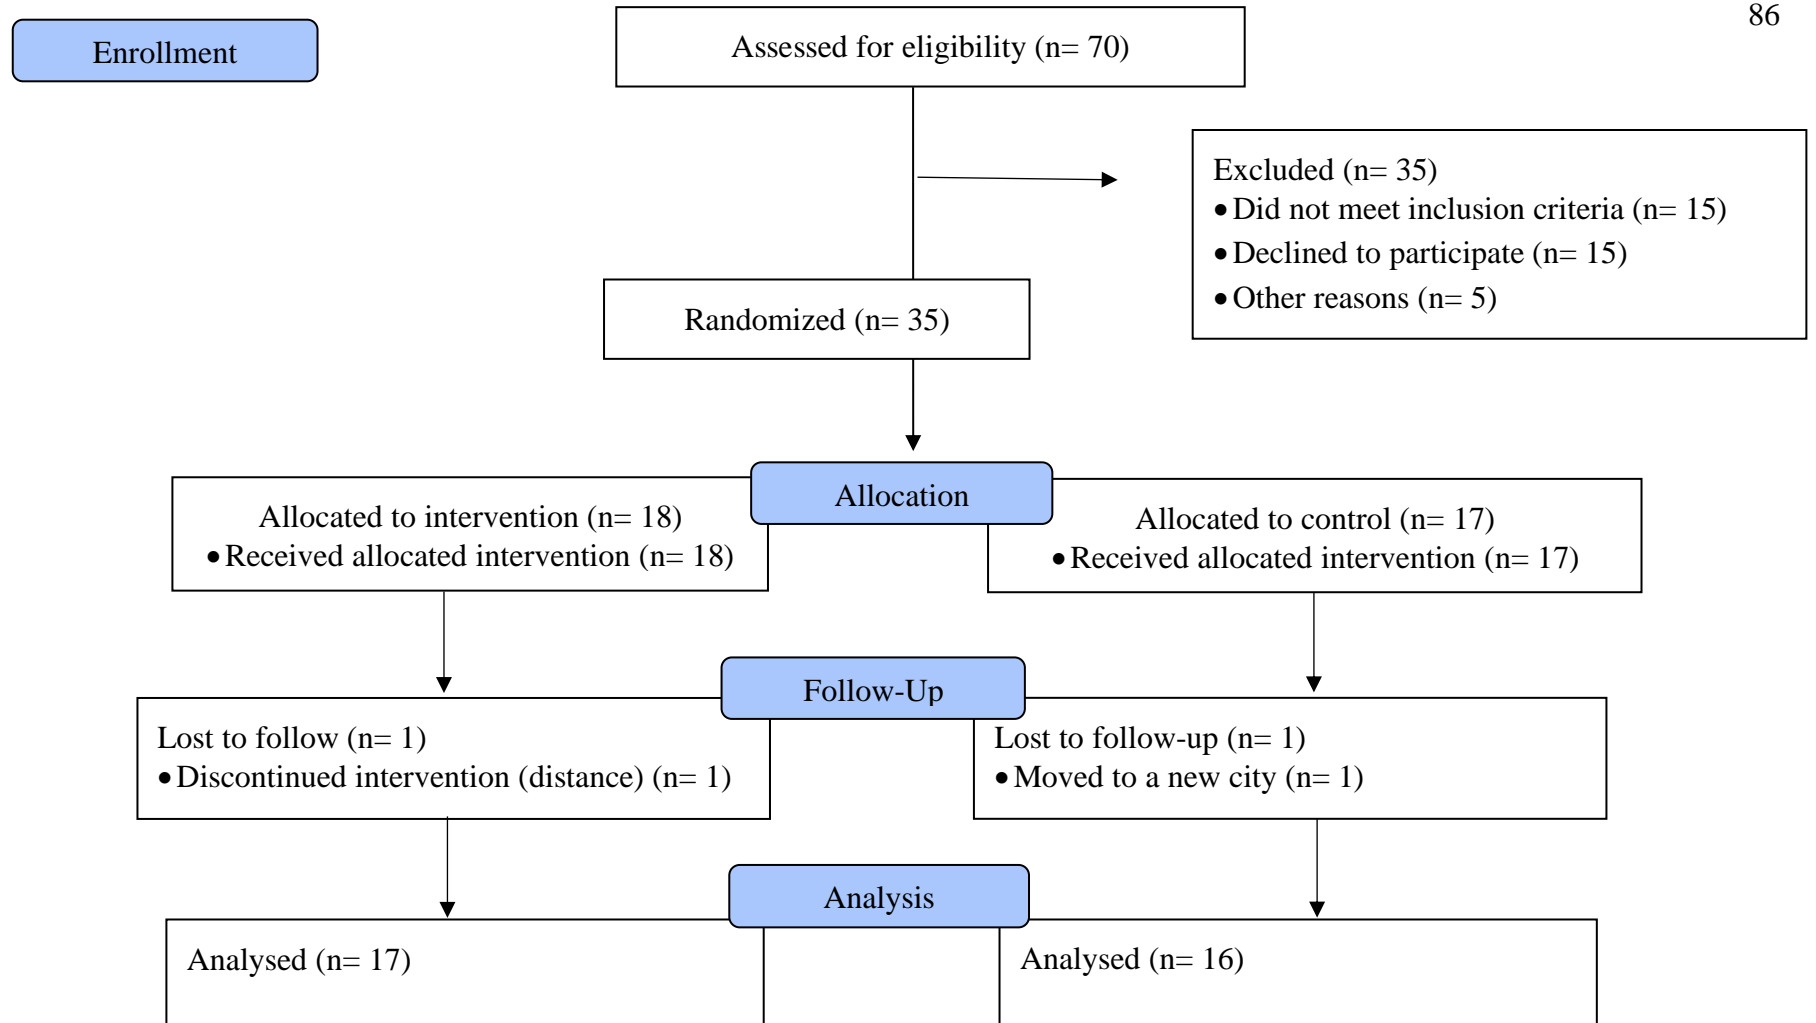 86
Enrollment
Assessed for eligibility (n= 70)
Excluded (n= 35)
•Did not meet inclusion criteria (n= 15)
•Declined to participate (n= 15)
•Other reasons (n= 5)
Randomized (n= 35)
Allocation
Allocated to intervention (n= 18)
•Received allocated intervention (n= 18)
Allocated to control (n= 17)
•Received allocated intervention (n= 17)
Follow-Up
Lost to follow (n= 1)
•Discontinued intervention (distance) (n= 1)
Lost to follow-up (n= 1)
•Moved to a new city (n= 1)
Analysis
Analysed (n= 17)
Analysed (n= 16)